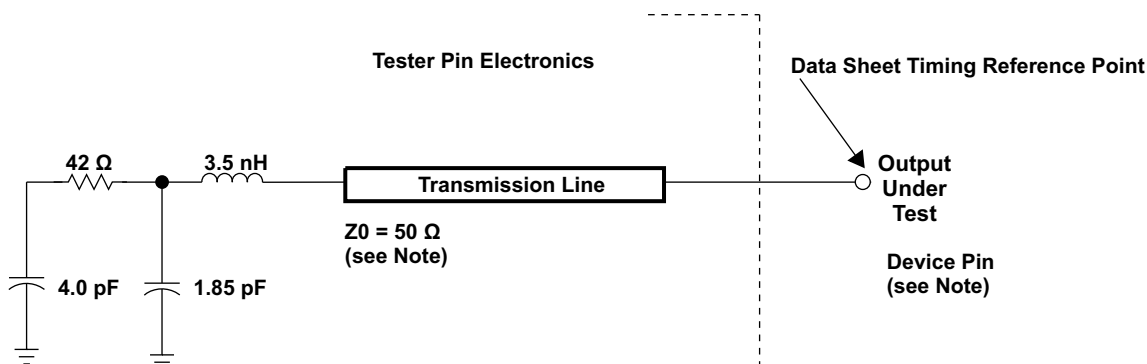 Tester Pin Electronics
Data Sheet Timing Reference Point
42 Ω
3.5 nH
Transmission Line
Output
Under
Test
Z0 = 50 Ω
(see Note)
Device Pin
(see Note)
4.0 pF
1.85 pF